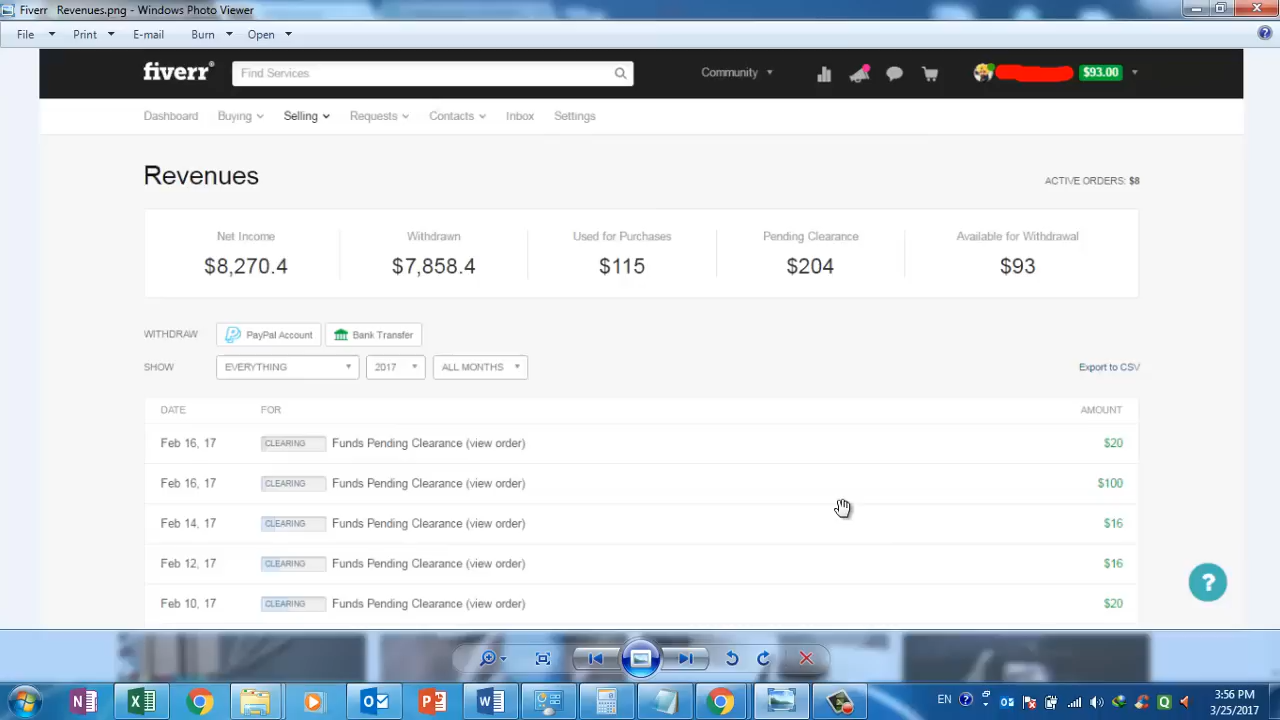 Fiverr Revenues.png - Windows Photo Viewer
File Print E-mail Burn Open
fiverr® Find Services Community $93.00
Dashboard Buying Selling Requests Contacts Inbox Settings
Revenues
ACTIVE ORDERS: $8
Net Income Withdrawn Used for Purchases Pending Clearance Available for Withdrawal
$8,270.4 $7,858.4 $115 $204 $93
WITHDRAW PayPal Account Bank Transfer
SHOW EVERYTHING 2017 ALL MONTHS Export to CSV
DATE FOR AMOUNT
Feb 16, 17 CLEARING Funds Pending Clearance (view order) $20
Feb 16, 17 CLEARING Funds Pending Clearance (view order) $100
Feb 14, 17 CLEARING Funds Pending Clearance (view order) $16
Feb 12, 17 CLEARING Funds Pending Clearance (view order) $16
Feb 10, 17 CLEARING Funds Pending Clearance (view order) $20
EN 3:56 PM
3/25/2017